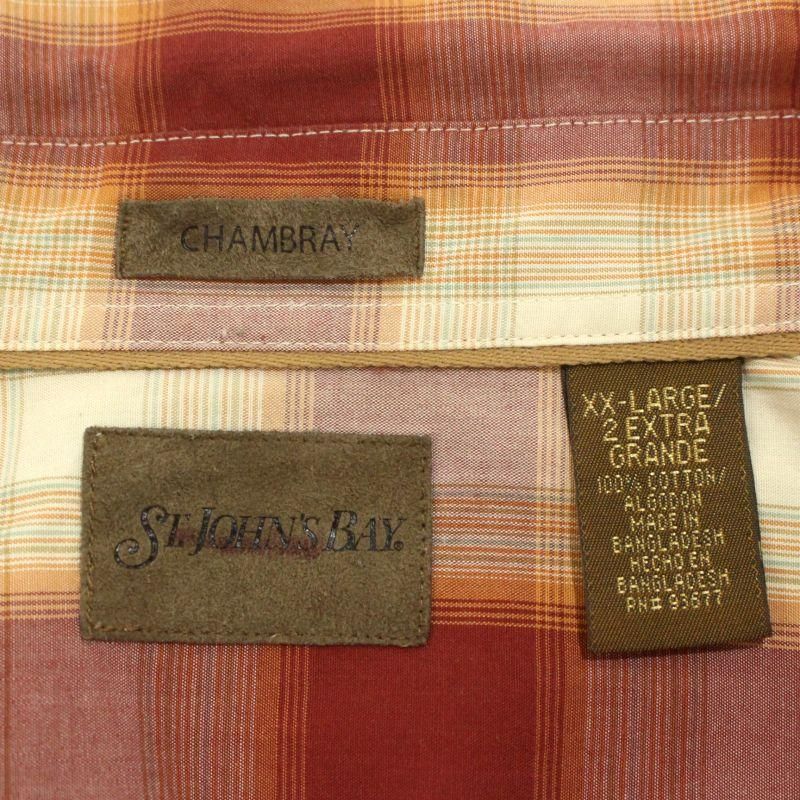 CHAMBRAY
ST. JOHN'S BAY.
XX-LARGE/
2 EXTRA
GRANDE
100% COTTON/
ALGODON
MADE IN
BANGLADESH
HECHO EN
BANGLADESH
RN# 93677